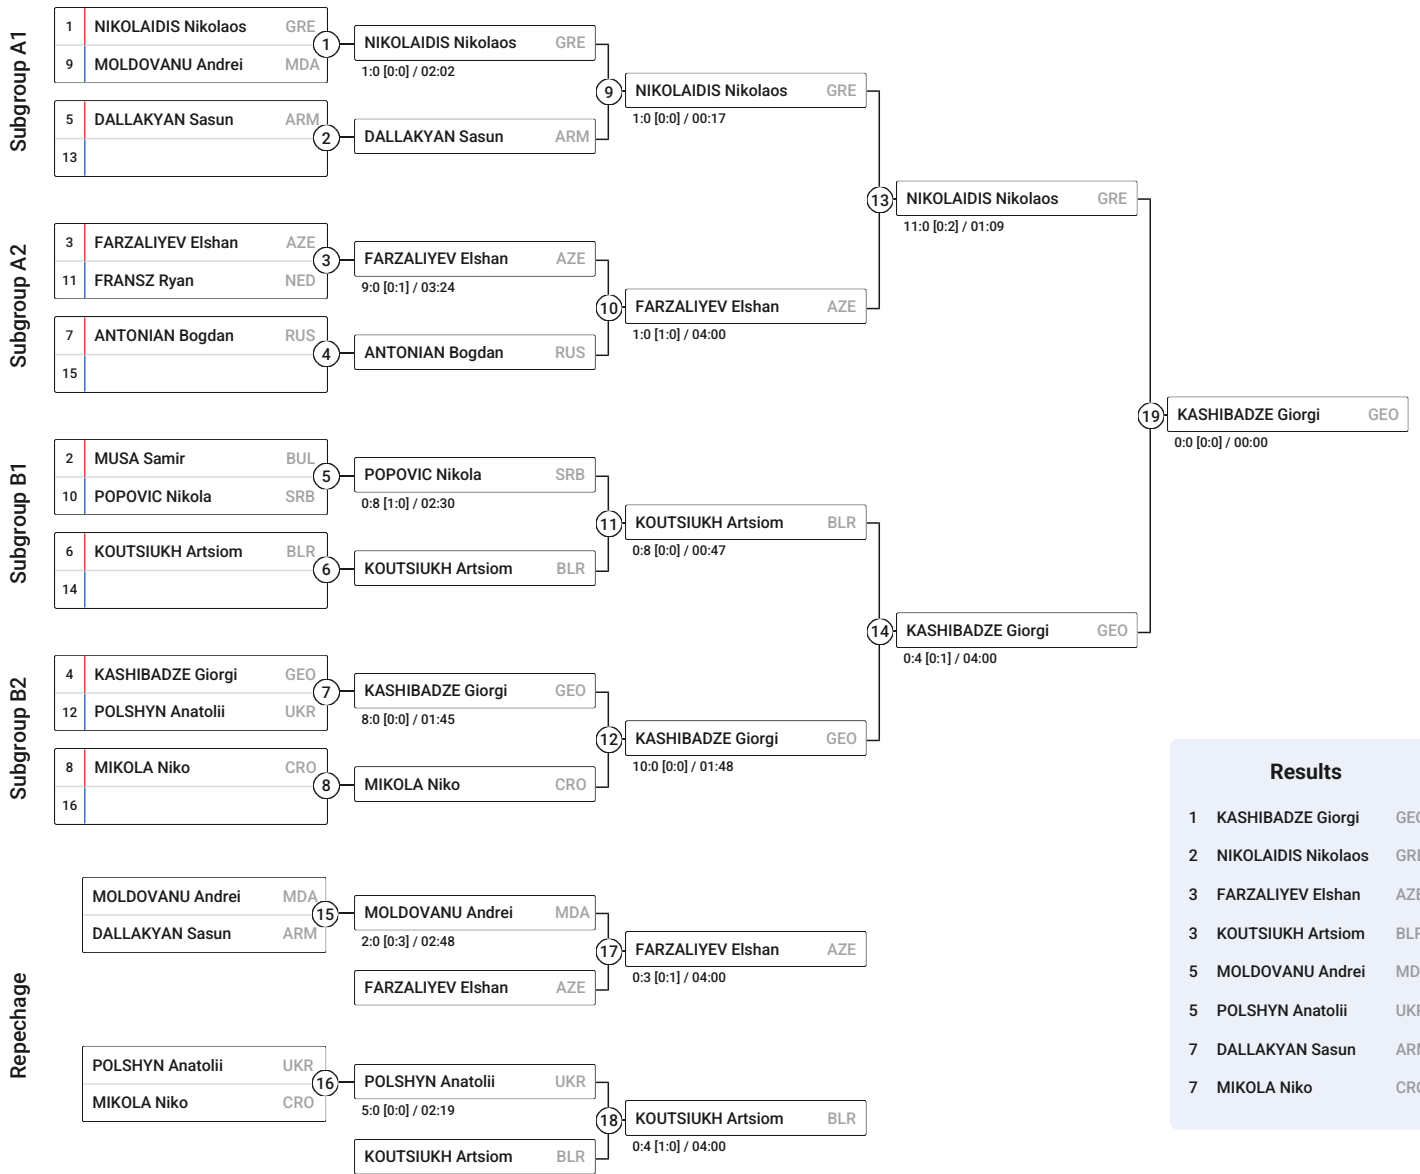 Subgroup A1
1 NIKOLAIDIS Nikolaos GRE
9 MOLDOVANU Andrei MDA
1
NIKOLAIDIS Nikolaos GRE
1:0 [0:0] / 02:02
5 DALLAKYAN Sasun ARM
13
2
DALLAKYAN Sasun ARM
9
NIKOLAIDIS Nikolaos GRE
1:0 [0:0] / 00:17
Subgroup A2
3 FARZALIYEV Elshan AZE
11 FRANSZ Ryan NED
3
FARZALIYEV Elshan AZE
9:0 [0:1] / 03:24
7 ANTONIAN Bogdan RUS
15
4
ANTONIAN Bogdan RUS
10
FARZALIYEV Elshan AZE
1:0 [1:0] / 04:00
13
NIKOLAIDIS Nikolaos GRE
11:0 [0:2] / 01:09
Subgroup B1
2 MUSA Samir BUL
10 POPOVIC Nikola SRB
5
POPOVIC Nikola SRB
0:8 [1:0] / 02:30
6 KOUTSIUKH Artsiom BLR
14
6
KOUTSIUKH Artsiom BLR
11
KOUTSIUKH Artsiom BLR
0:8 [0:0] / 00:47
Subgroup B2
4 KASHIBADZE Giorgi GEO
12 POLSHYN Anatolii UKR
7
KASHIBADZE Giorgi GEO
8:0 [0:0] / 01:45
8 MIKOLA Niko CRO
16
8
MIKOLA Niko CRO
12
KASHIBADZE Giorgi GEO
10:0 [0:0] / 01:48
14
KASHIBADZE Giorgi GEO
0:4 [0:1] / 04:00
19
KASHIBADZE Giorgi GEO
0:0 [0:0] / 00:00
Repechage
MOLDOVANU Andrei MDA
DALLAKYAN Sasun ARM
15
MOLDOVANU Andrei MDA
2:0 [0:3] / 02:48
FARZALIYEV Elshan AZE
17
FARZALIYEV Elshan AZE
0:3 [0:1] / 04:00
POLSHYN Anatolii UKR
MIKOLA Niko CRO
16
POLSHYN Anatolii UKR
5:0 [0:0] / 02:19
KOUTSIUKH Artsiom BLR
18
KOUTSIUKH Artsiom BLR
0:4 [1:0] / 04:00
Results
1 KASHIBADZE Giorgi
2 NIKOLAIDIS Nikolaos
3 FARZALIYEV Elshan
3 KOUTSIUKH Artsiom
5 MOLDOVANU Andrei
5 POLSHYN Anatolii
7 DALLAKYAN Sasun
7 MIKOLA Niko